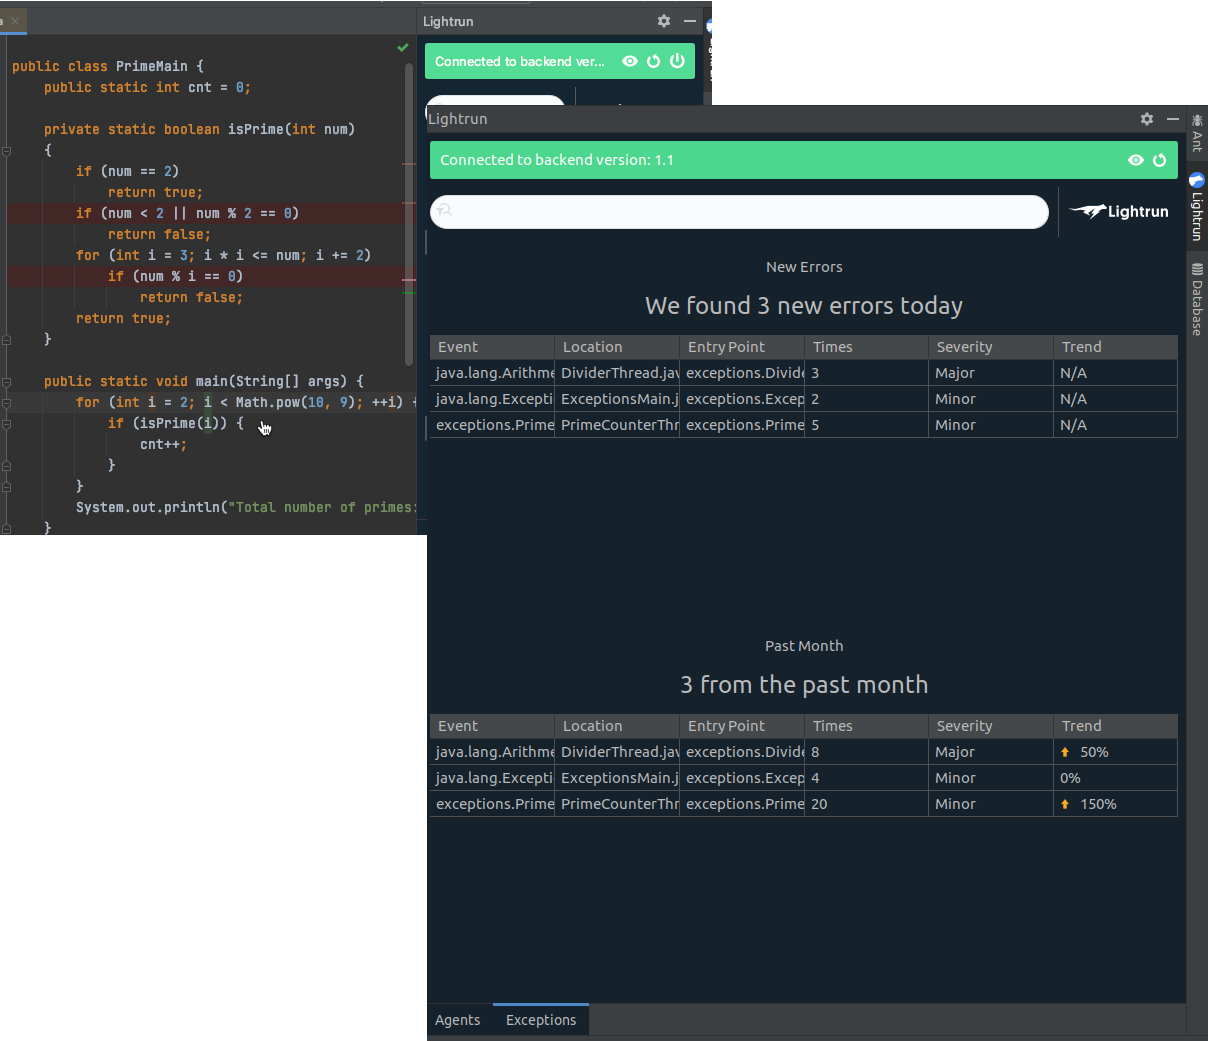 a
public class PrimeMain {
public static int cnt = 0;
private static boolean isPrime(int num)
{
if (num == 2)
return true;
if (num < 2 || num % 2 == 0)
return false;
for (int i = 3; i * i <= num; i += 2)
if (num % i == 0)
return false;
return true;
}
public static void main(String[] args) {
for (int i = 2; i < Math.pow(10, 9); ++i) {
if (isPrime(i)) {
cnt++;
}
}
System.out.println("Total number of primes:
}
Lightrun
Connected to backend ver...
Lightrun
Connected to backend version: 1.1
Lightrun
New Errors
We found 3 new errors today
Event Location Entry Point Times Severity Trend
java.lang.Arithme DividerThread.jav exceptions.Divide 3 Major N/A
java.lang.Excepti ExceptionsMain.j exceptions.Excep 2 Minor N/A
exceptions.Prime PrimeCounterThr exceptions.Prime 5 Minor N/A
Past Month
3 from the past month
Event Location Entry Point Times Severity Trend
java.lang.Arithme DividerThread.jav exceptions.Divide 8 Major 50%
java.lang.Excepti ExceptionsMain.j exceptions.Excep 4 Minor 0%
exceptions.Prime PrimeCounterThr exceptions.Prime 20 Minor 150%
Agents Exceptions
Ant
Lightrun
Database